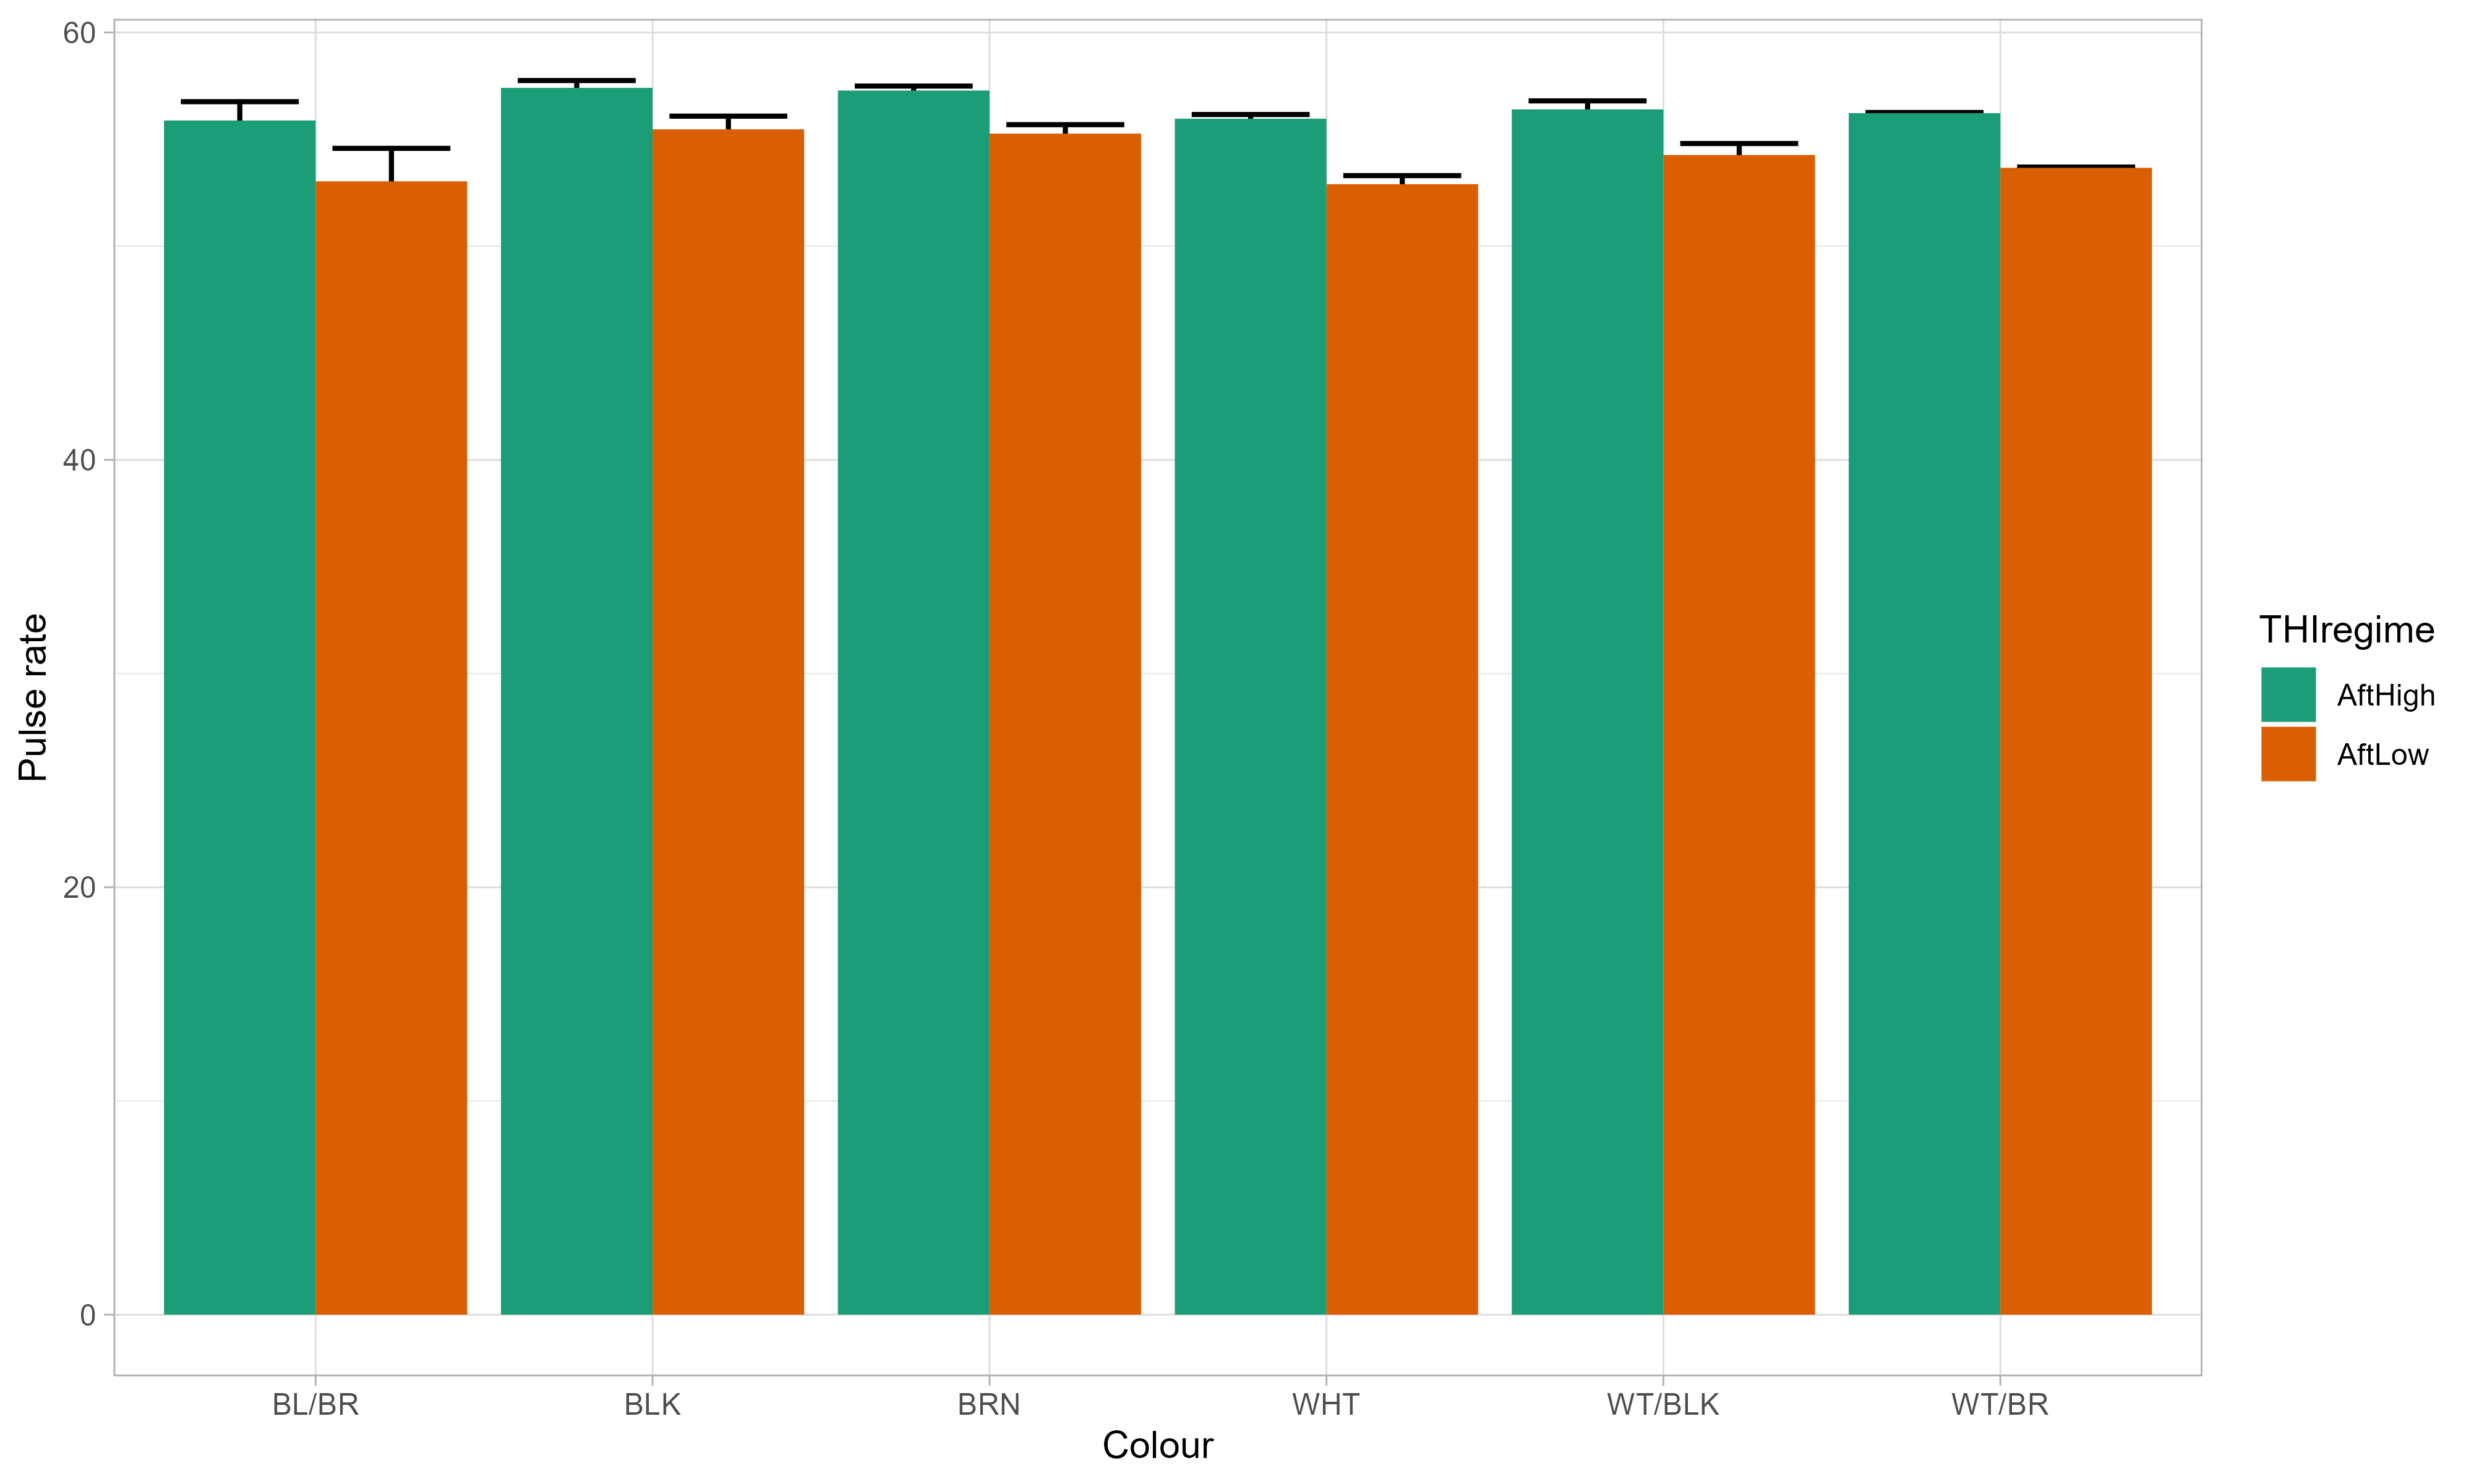 60
40
20
0
Pulse rate
BL/BR BLK BRN WHT WT/BLK WT/BR
Colour
THIregime
AftHigh
AftLow